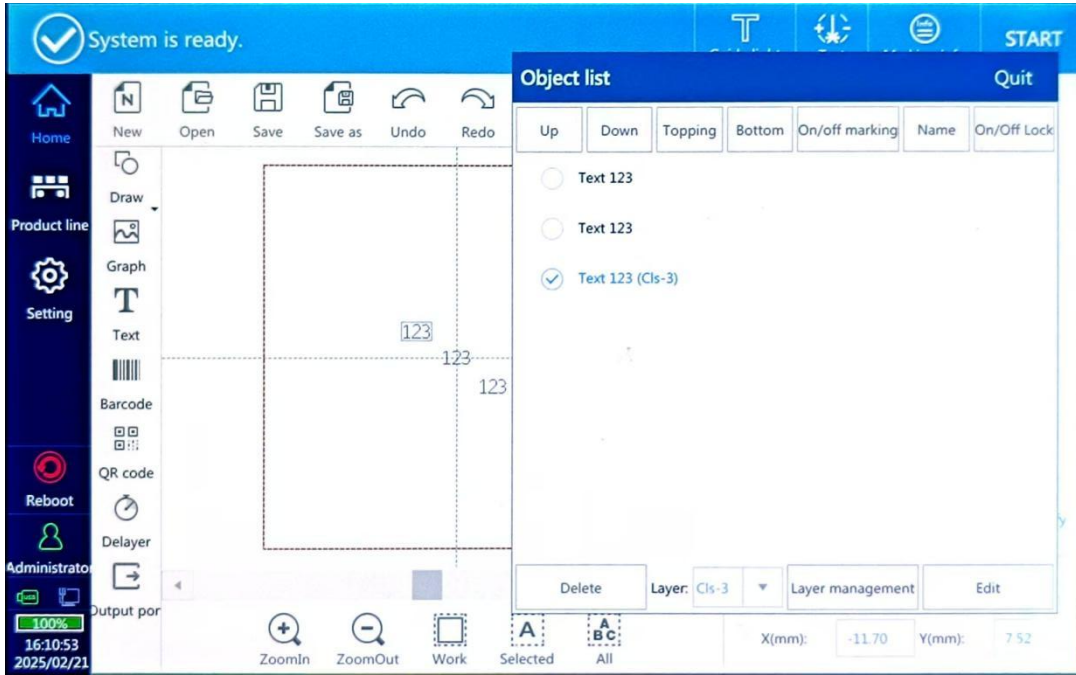 System is ready.
START
Object list
Quit
Home
Product line
Setting
Reboot
Administrator
100%
16:10:53
2025/02/21
New
Open
Save
Save as
Undo
Redo
Draw
Graph
Text
Barcode
QR code
Delayer
Output por
Up
Down
Topping
Bottom
On/off marking
Name
On/Off Lock
Text 123
Text 123
Text 123 (Cls-3)
123
123
123
Delete
Layer:
Cls-3
Layer management
Edit
ZoomIn
ZoomOut
Work
Selected
All
X(mm):
-11.70
Y(mm):
7.52